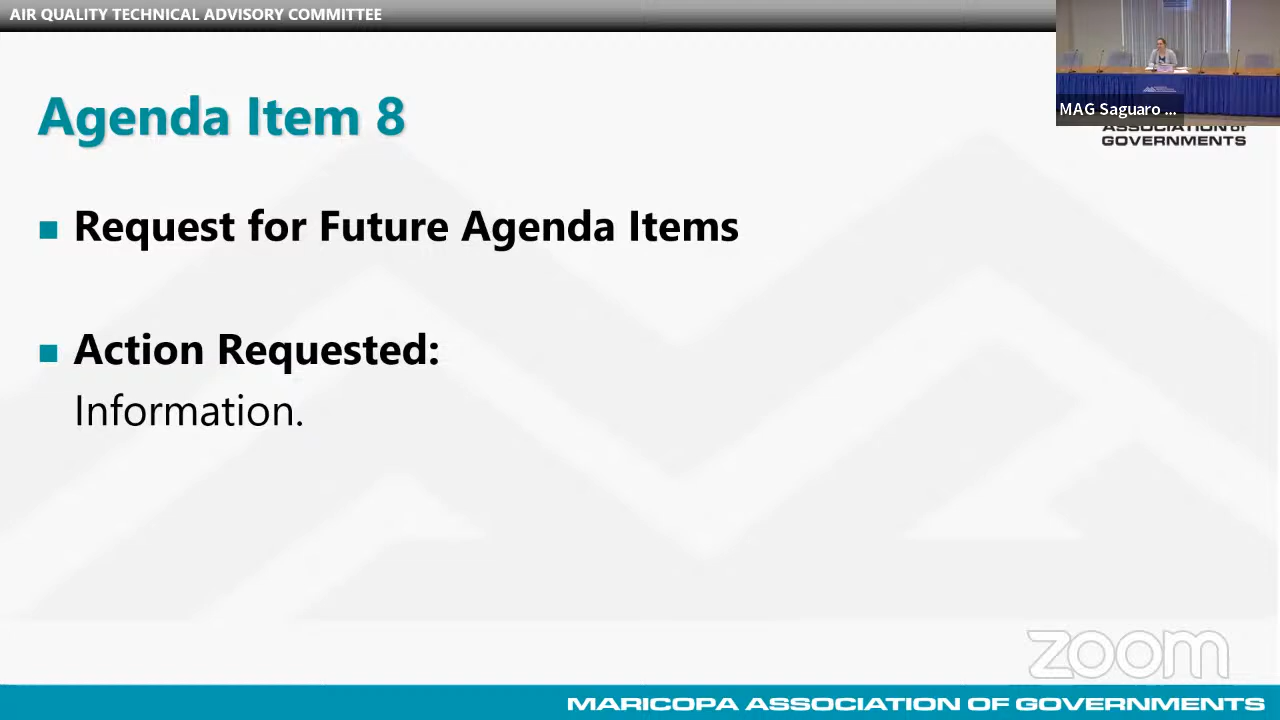 AIR QUALITY TECHNICAL ADVISORY COMMITTEE
Agenda Item 8
MAG Saguaro ...
ASSOCIATION OF
GOVERNMENTS
Request for Future Agenda Items
Action Requested:
Information.
zoom
MARICOPA ASSOCIATION OF GOVERNMENTS